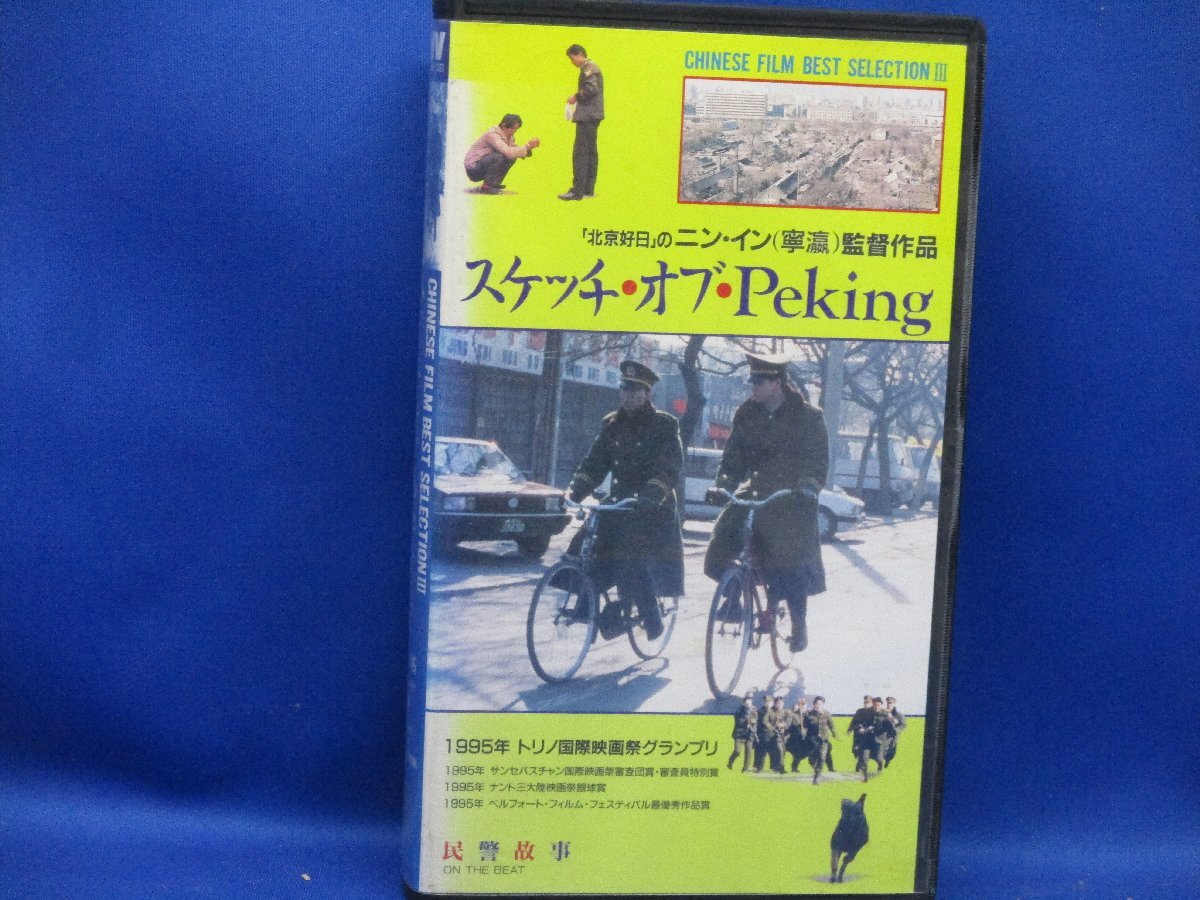 CHINESE FILM BEST SELECTION III
「北京好日」の ニン・イン(寧瀛)監督作品
スケッチ・オブ・Peking
CHINESE FILM BEST SELECTION III
1995年 トリノ国際映画祭グランプリ
1995年 サンセバスチャン国際映画祭審査団賞・審査員特別賞
1995年 ナント三大陸映画祭銀球賞
1995年 ベルフォート・フィルム・フェスティバル最優秀作品賞
民警故事
ON THE BEAT